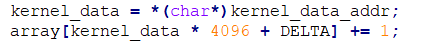 kernel_data = *(char*)kernel_data_addr;
array[kernel_data * 4096 + DELTA] += 1;